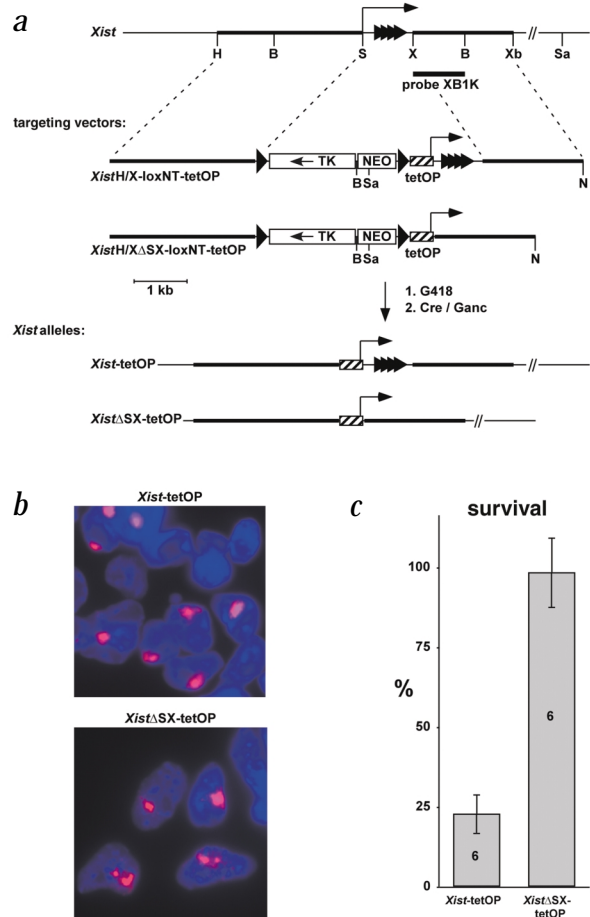 a
Xist
//
H B S X B Xb Sa
probe XB1K
targeting vectors:
TK NEO
tetOP
BSa
XistH/X-loxNT-tetOP
N
TK NEO
tetOP
BSa
XistH/XΔSX-loxNT-tetOP
N
1 kb
1. G418
2. Cre / Ganc
Xist alleles:
Xist-tetOP
//
XistΔSX-tetOP
//
b
Xist-tetOP
XistΔSX-tetOP
c
survival
100
75
%
50
25
0
6
6
Xist-tetOP
XistΔSX-
tetOP